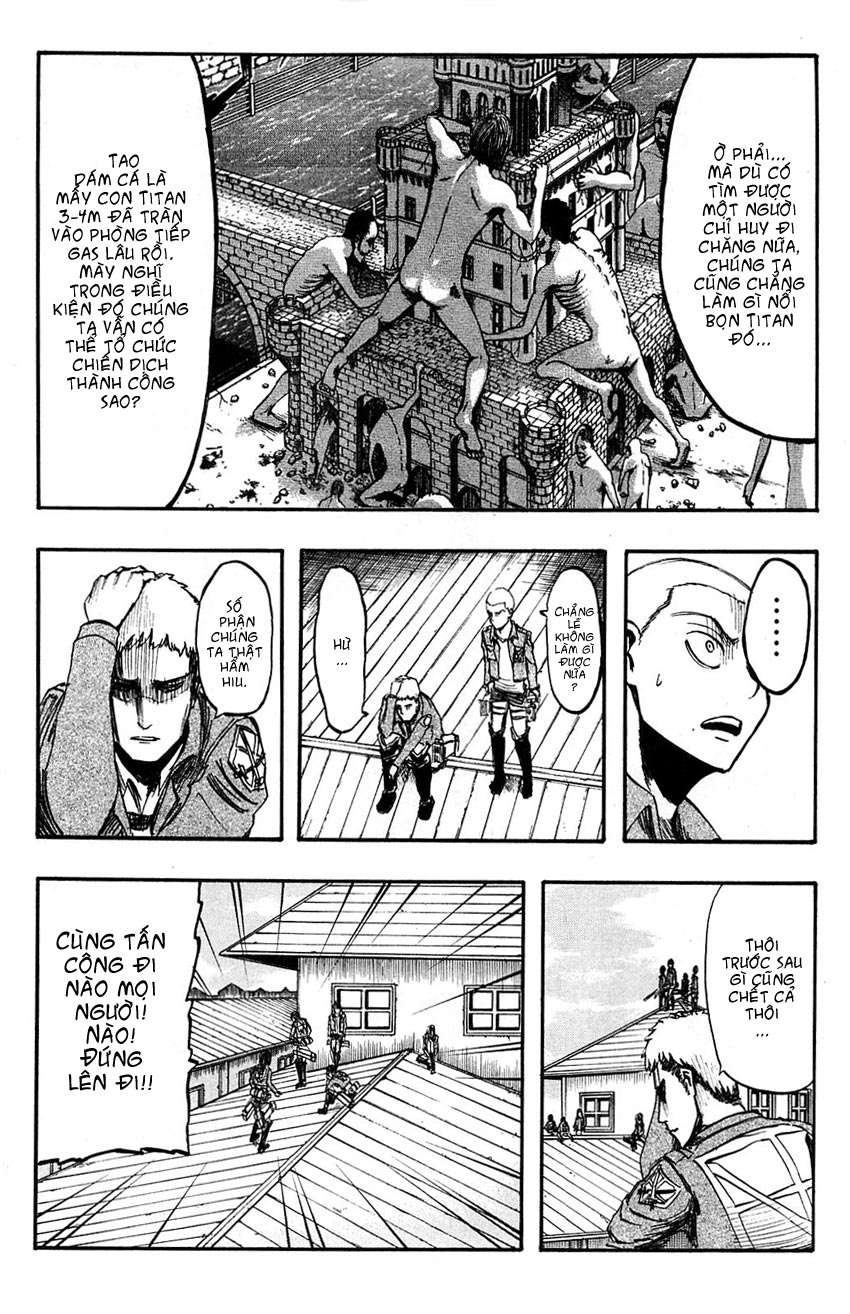 Ờ PHẢI...
MÀ DÙ CÓ
TÌM ĐƯỢC
MỘT NGƯỜI
CHỈ HUY ĐI
CHĂNG NỮA,
CHÚNG TA
CŨNG CHẲNG
LÀM GÌ NỔI
BỌN TITAN
ĐÓ...
TAO
DÁM CÁ LÀ
MẤY CON TITAN
3-4M ĐÃ TRÀN
VÀO PHÒNG TIẾP
GAS LÂU RỒI.
MÀY NGHĨ
TRONG ĐIỀU
KIỆN ĐÓ CHÚNG
TA VẪN CÓ
THỂ TỔ CHỨC
CHIẾN DỊCH
THÀNH CÔNG
SAO?
......
CHẲNG
LẼ
KHÔNG
LÀM GÌ
ĐƯỢC
NỮA
?
HỪ
...
SỐ
PHẬN
CHÚNG
TA THẬT
HẨM
HIU.
THÔI
TRƯỚC SAU
GÌ CŨNG
CHẾT CẢ
THÔI
...
CÙNG TẤN
CÔNG ĐI
NÀO MỌI
NGƯỜI!
NÀO!
ĐỨNG
LÊN ĐI!!